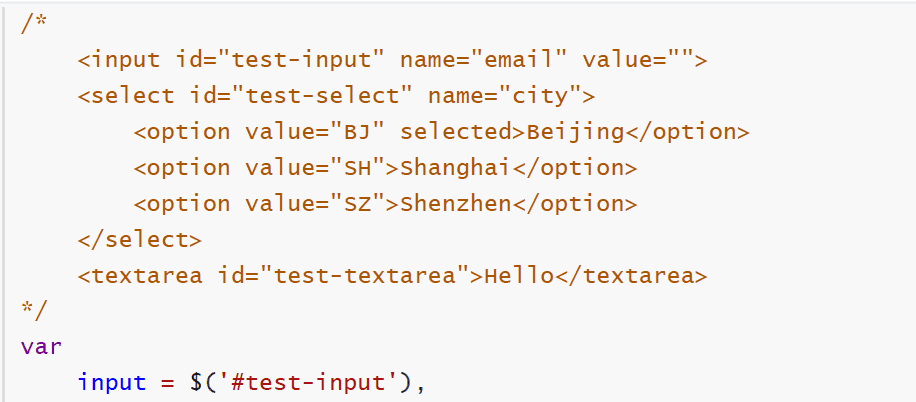 /*
    <input id="test-input" name="email" value="">
    <select id="test-select" name="city">
        <option value="BJ" selected>Beijing</option>
        <option value="SH">Shanghai</option>
        <option value="SZ">Shenzhen</option>
    </select>
    <textarea id="test-textarea">Hello</textarea>
*/
var
    input = $('#test-input'),